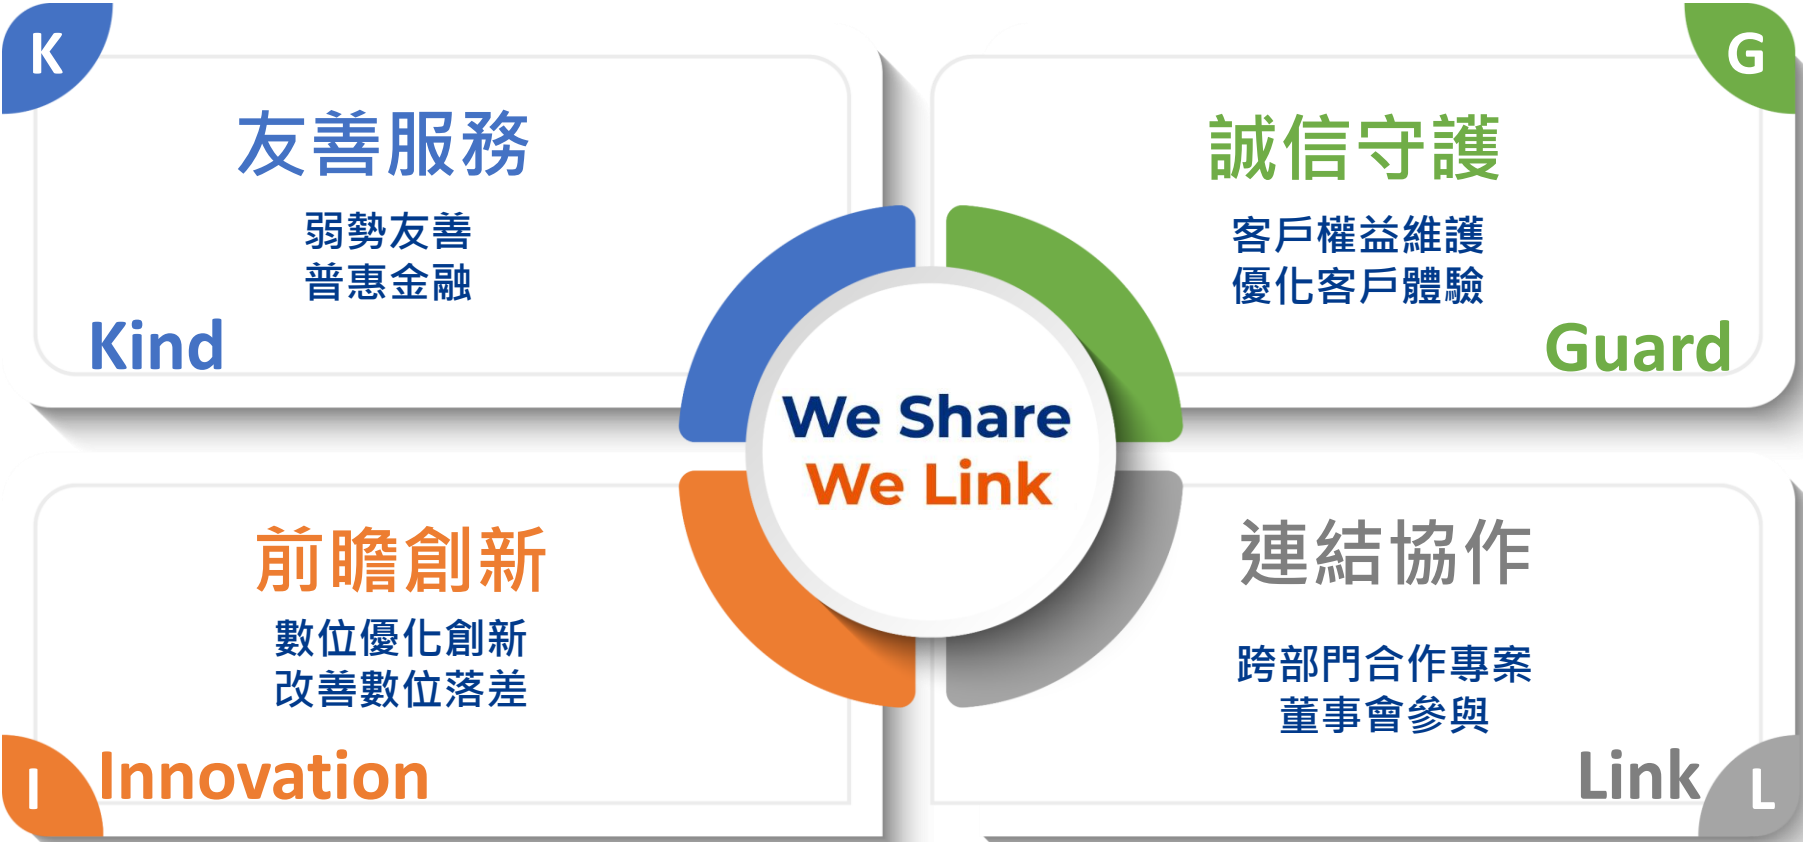 K
友善服務
弱勢友善
普惠金融
Kind
G
誠信守護
客戶權益維護
優化客戶體驗
Guard
We Share
We Link
前瞻創新
數位優化創新
改善數位落差
I
Innovation
連結協作
跨部門合作專案
董事會參與
Link
L